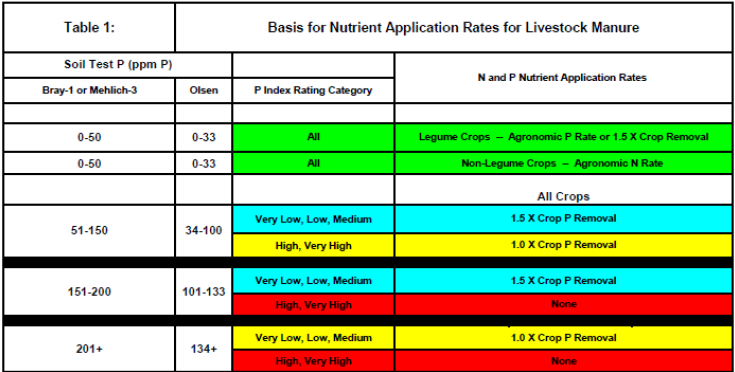 Table 1: Basis for Nutrient Application Rates for Livestock Manure
Soil Test P (ppm P)
N and P Nutrient Application Rates
Bray-1 or Mehlich-3 Olsen P Index Rating Category
0-50 0-33 All Legume Crops -- Agronomic P Rate or 1.5 X Crop Removal
0-50 0-33 All Non-Legume Crops -- Agronomic N Rate
All Crops
51-150 34-100 Very Low, Low, Medium 1.5 X Crop P Removal
High, Very High 1.0 X Crop P Removal
151-200 101-133 Very Low, Low, Medium 1.5 X Crop P Removal
High, Very High None
201+ 134+ Very Low, Low, Medium 1.0 X Crop P Removal
High, Very High None